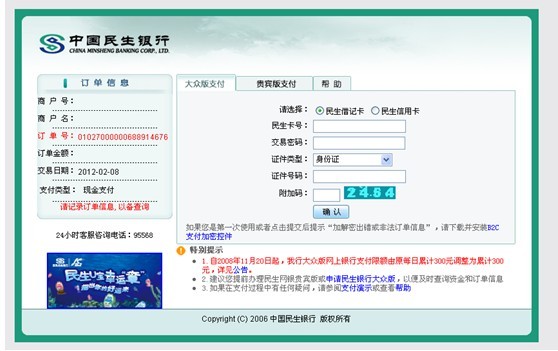 中国民生银行
CHINA MINSHENG BANKING CORP., LTD.
订单信息
商 户 号：
商 户 名：
订 单 号：01027000000688914676
订单金额：
交易日期：2012-02-08
支付类型： 现金支付
请记录订单信息，以备查询
24小时客服咨询电话：95568
大众版支付 贵宾版支付 帮 助
请选择： 民生借记卡 民生信用卡
民生卡号：
交易密码：
证件类型： 身份证
证件号码：
附加码： 2484
确 认
如果您是第一次使用或者点击提交后提示“加解密出错或非法订单信息”，请下载并安装B2C
支付加密控件
特别提示
1.自2008年11月20日起，我行大众版网上银行支付限额由原每日累计300元调整为累计300
元，详见公告。
2.建议您提前办理民生网银贵宾版或申请民生银行大众版，以便及时查询资金和订单信息
3.如果在支付过程中有任何疑问，请参阅支付演示或查看帮助
Copyright (C) 2006 中国民生银行 版权所有